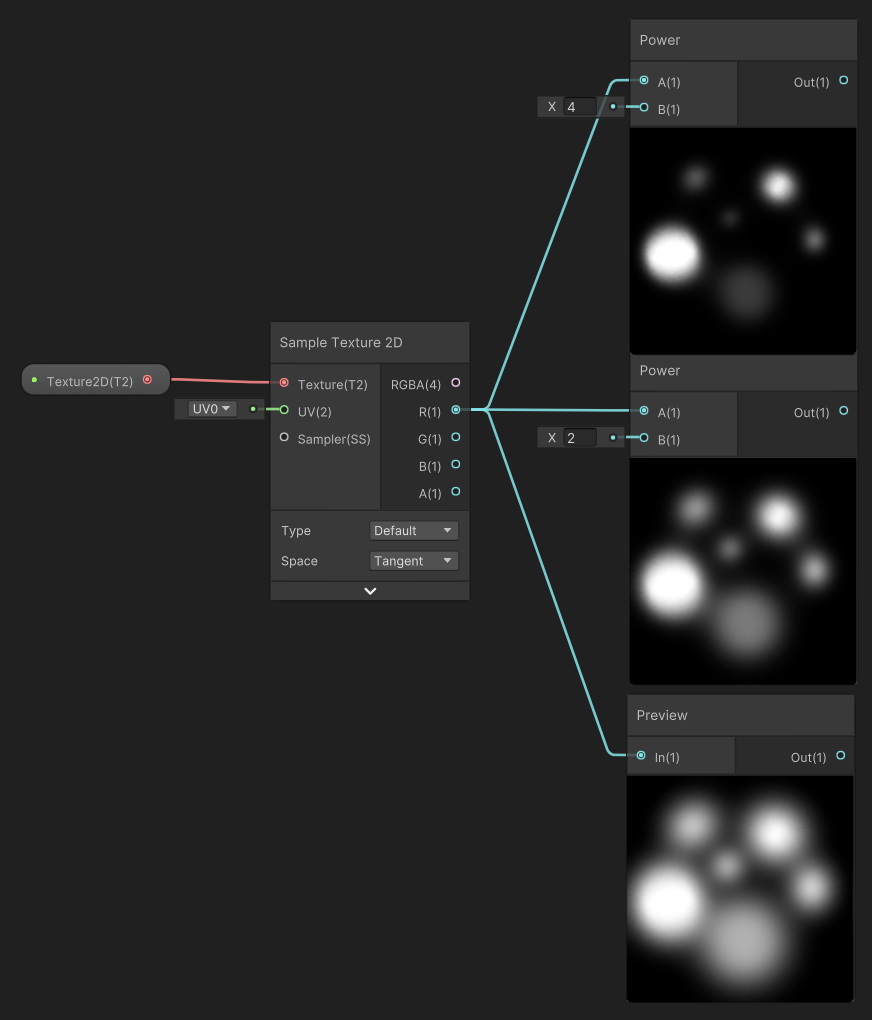 Power
A(1) Out(1)
X 4
B(1)
Power
A(1) Out(1)
X 2
B(1)
Preview
In(1) Out(1)
Texture2D(T2)
UV0
Sample Texture 2D
Texture(T2) RGBA(4)
UV(2) R(1)
Sampler(SS) G(1)
B(1)
A(1)
Type Default
Space Tangent